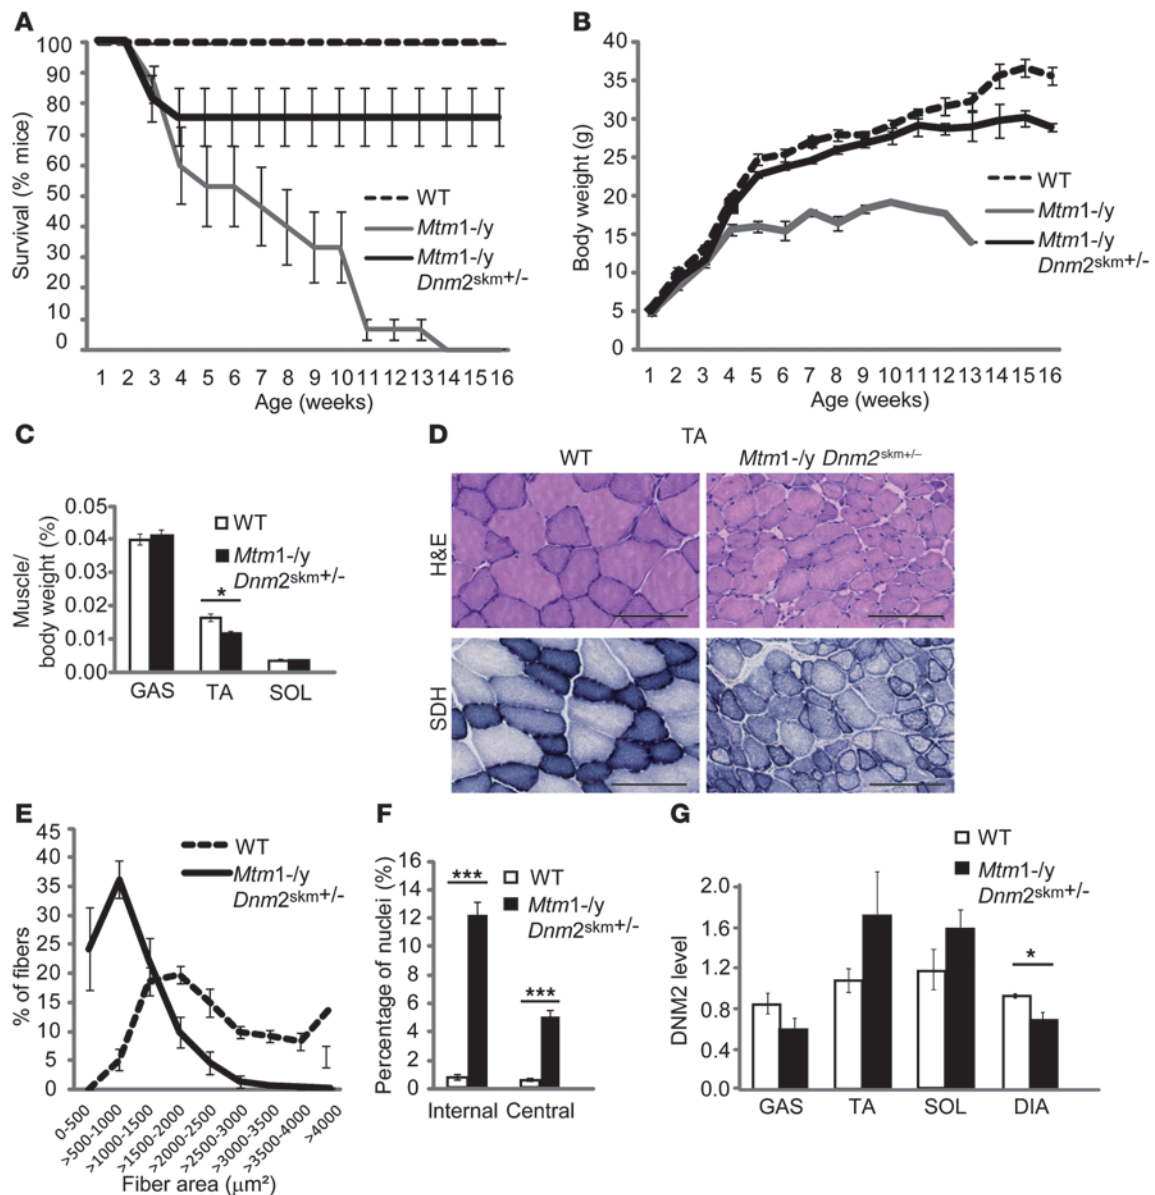 A
100
90
80
70
60
50
40
30
20
10
0
Survival (% mice)
WT
Mtm1-/y
Mtm1-/y
Dnm2skm+/-
1 2 3 4 5 6 7 8 9 10 11 12 13 14 15 16
Age (weeks)
B
40
35
30
25
20
15
10
5
0
Body weight (g)
WT
Mtm1-/y
Mtm1-/y
Dnm2skm+/-
1 2 3 4 5 6 7 8 9 10 11 12 13 14 15 16
Age (weeks)
C
0.05
0.04
0.03
0.02
0.01
0.00
Muscle/
body weight (%)
WT
Mtm1-/y
Dnm2skm+/-
*
GAS TA SOL
D
TA
WT Mtm1-/y Dnm2skm+/–
H&E
SDH
E
45
40
35
30
25
20
15
10
5
0
% of fibers
WT
Mtm1-/y
Dnm2skm+/-
0-500
>500-1000
>1000-1500
>1500-2000
>2000-2500
>2500-3000
>3000-3500
>3500-4000
>4000
Fiber area (µm²)
F
16
14
12
10
8
6
4
2
0
Percentage of nuclei (%)
WT
Mtm1-/y
Dnm2skm+/-
***
***
Internal Central
G
WT
Mtm1-/y
Dnm2skm+/-
2.0
1.6
1.2
0.8
0.4
0.0
DNM2 level
*
GAS TA SOL DIA